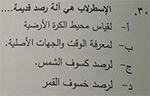 ٣٠. الإسطرلاب هي آلة رصد قديمة....
أ- لقياس محيط الكرة الأرضية
ب- لمعرفة الوقت والجهات الأصلية.
ج- لرصد كسوف الشمس.
د- لرصد خسوف القمر